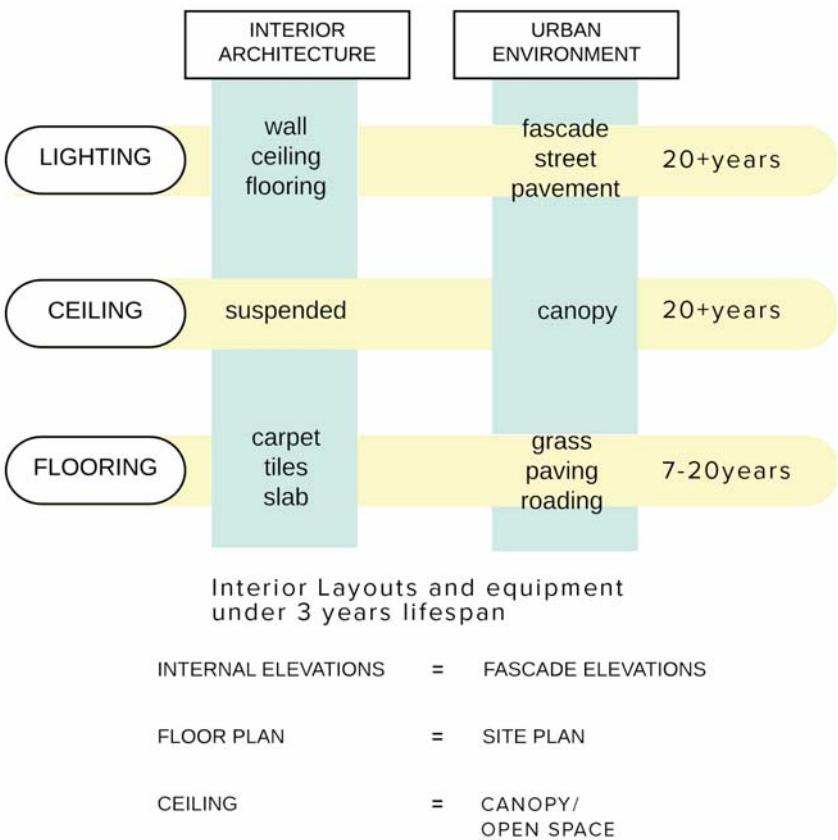 INTERIOR
ARCHITECTURE
URBAN
ENVIRONMENT
LIGHTING
wall
ceiling
flooring
fascade
street
pavement
20+years
CEILING
suspended
canopy
20+years
FLOORING
carpet
tiles
slab
grass
paving
roading
7-20years
Interior Layouts and equipment
under 3 years lifespan
INTERNAL ELEVATIONS = FASCADE ELEVATIONS
FLOOR PLAN = SITE PLAN
CEILING = CANOPY/
OPEN SPACE